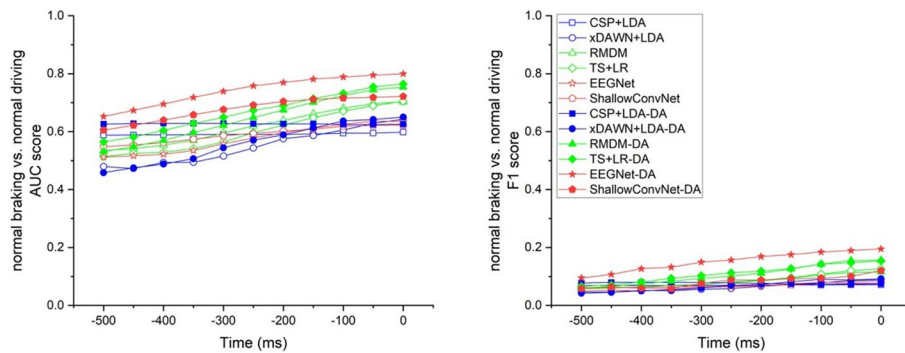 normal braking vs. normal driving
AUC score
1.0
0.8
0.6
0.4
0.2
0.0
-500
-400
-300
-200
-100
0
Time (ms)
normal braking vs. normal driving
F1 score
1.0
0.8
0.6
0.4
0.2
0.0
CSP+LDA
xDAWN+LDA
RMDM
TS+LR
EEGNet
ShallowConvNet
CSP+LDA-DA
xDAWN+LDA-DA
RMDM-DA
TS+LR-DA
EEGNet-DA
ShallowConvNet-DA
-500
-400
-300
-200
-100
0
Time (ms)